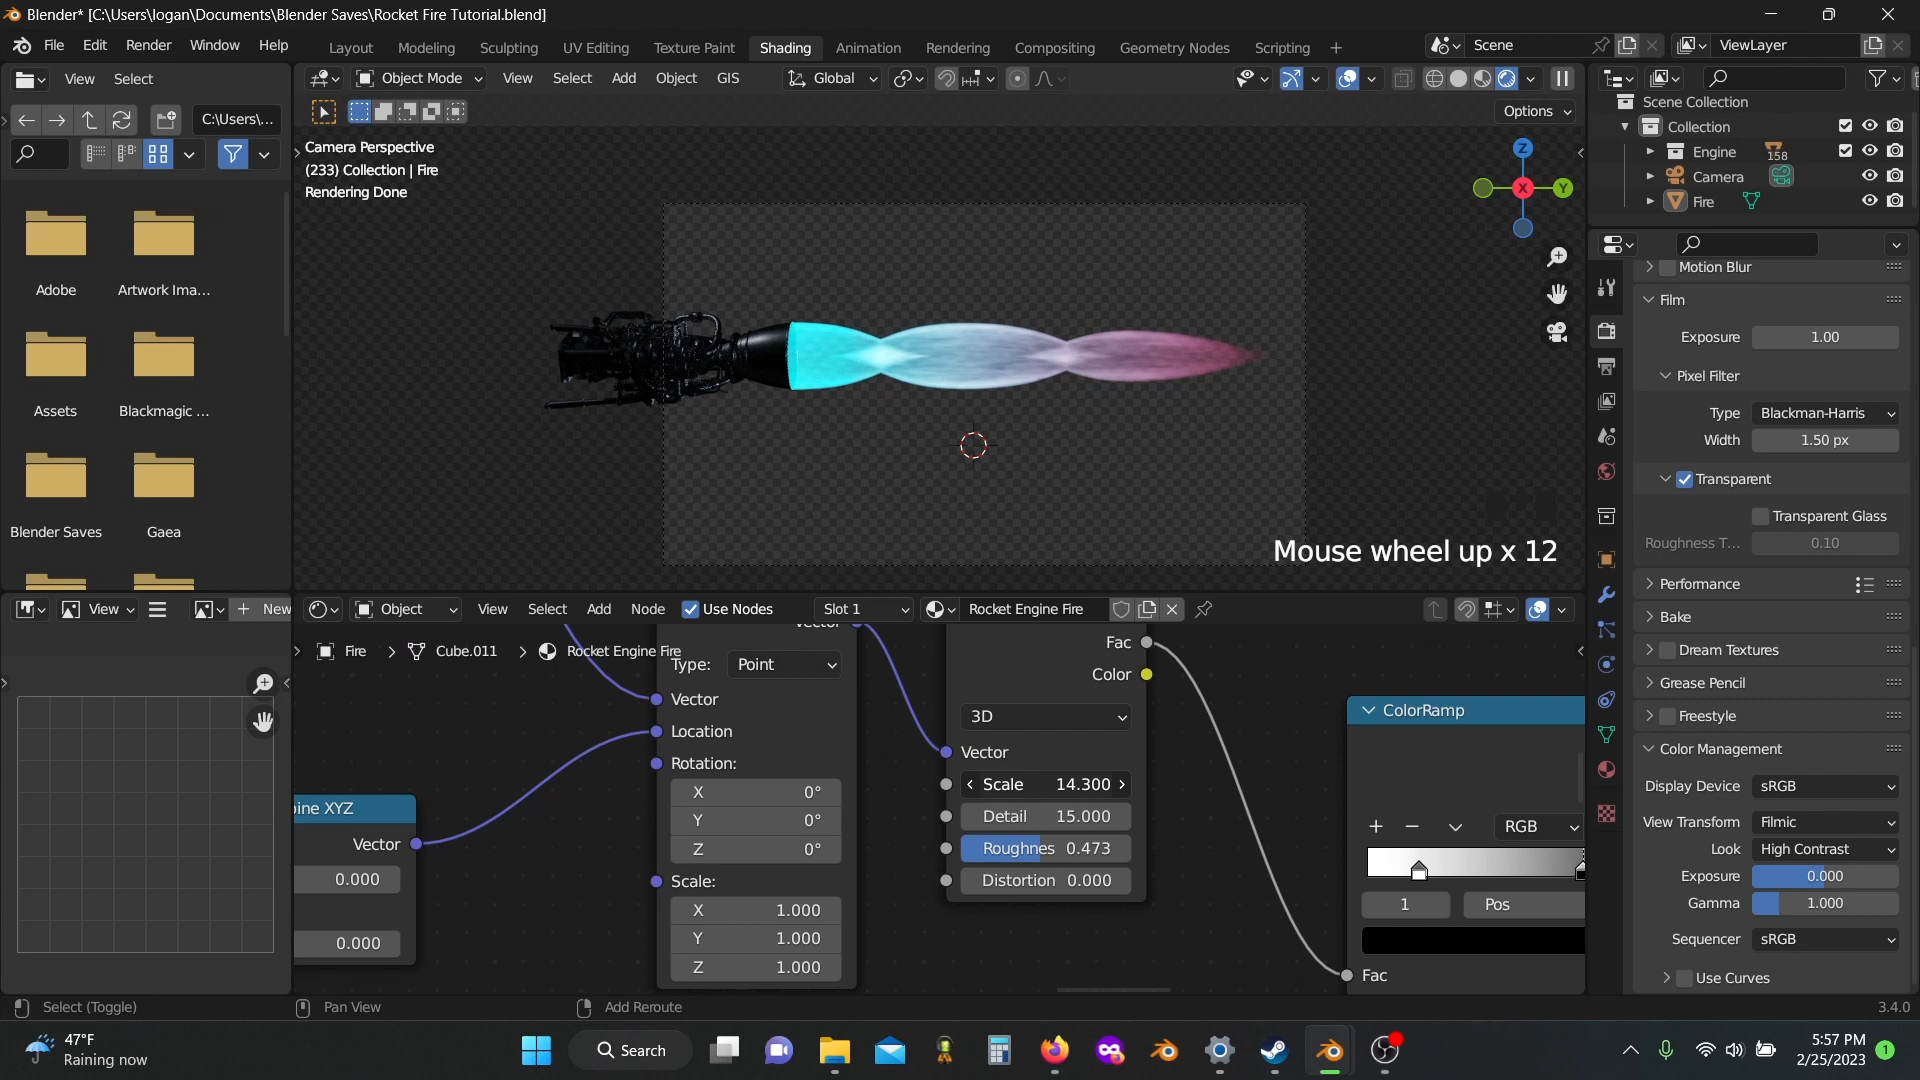 Blender* [C:\Users\logan\Documents\Blender Saves\Rocket Fire Tutorial.blend]
File Edit Render Window Help Layout Modeling Sculpting UV Editing Texture Paint Shading Animation Rendering Compositing Geometry Nodes Scripting + Scene ViewLayer
View Select Object Mode View Select Add Object GIS Global
C:\Users\... Options
Camera Perspective
(233) Collection | Fire
Rendering Done
Scene Collection
Collection
Engine 158
Camera
Fire
Z
X Y
Adobe Artwork Ima...
Assets Blackmagic ...
Blender Saves Gaea
Mouse wheel up x 12
Motion Blur
Film
Exposure 1.00
Pixel Filter
Type Blackman-Harris
Width 1.50 px
Transparent
Transparent Glass
Roughness T... 0.10
Performance
Bake
Dream Textures
Grease Pencil
Freestyle
Color Management
Display Device sRGB
View Transform Filmic
Look High Contrast
Exposure 0.000
Gamma 1.000
Sequencer sRGB
Use Curves
View + New Object View Select Add Node Use Nodes Slot 1 Rocket Engine Fire
Fire > Cube.011 > Rocket Engine Fire
Vector
Type: Point
Vector
Location
Rotation:
X 0°
Y 0°
Z 0°
Scale:
X 1.000
Y 1.000
Z 1.000
ine XYZ
Vector
0.000
0.000
Fac
Color
3D
Vector
Scale 14.300
Detail 15.000
Roughnes 0.473
Distortion 0.000
ColorRamp
+ − RGB
1 Pos
Fac
Select (Toggle) Pan View Add Reroute 3.4.0
47°F
Raining now
Search
5:57 PM
2/25/2023
1